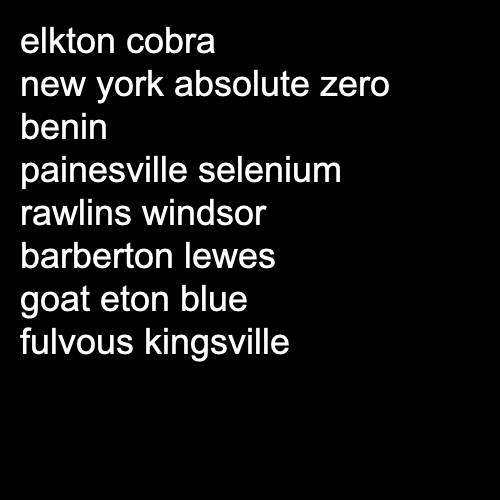 elkton cobra
new york absolute zero
benin
painesville selenium
rawlins windsor
barberton lewes
goat eton blue
fulvous kingsville